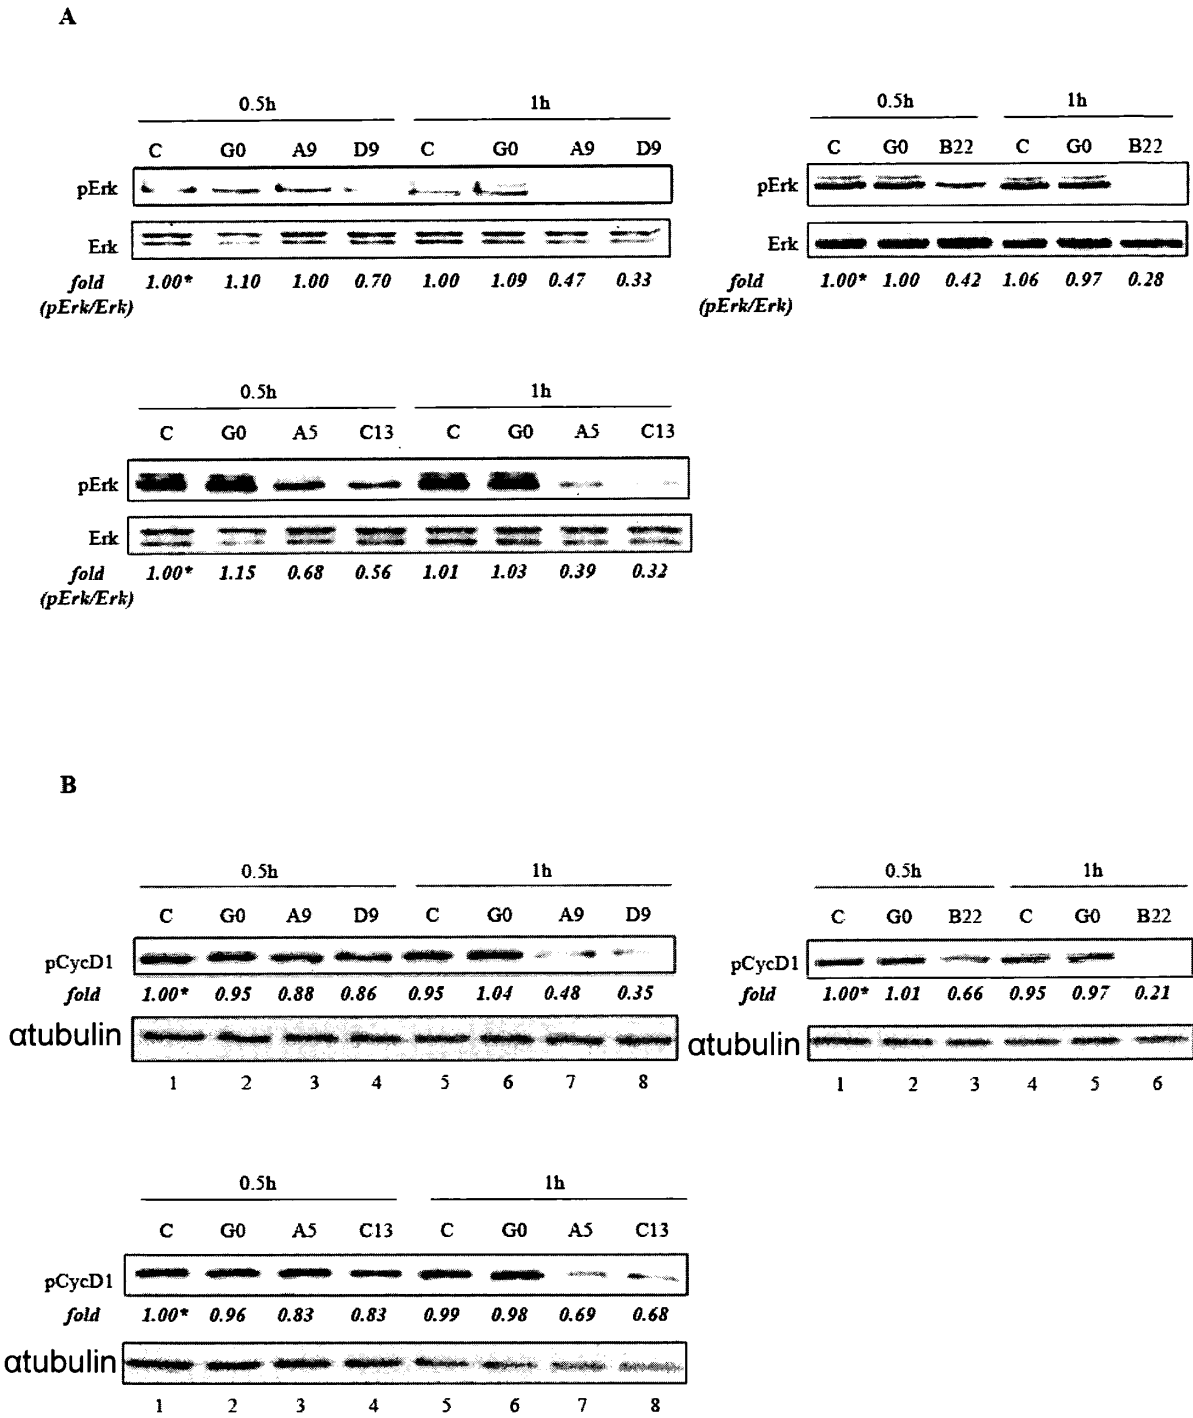 A
0.5h 1h
C G0 A9 D9 C G0 A9 D9
pErk
Erk
fold 1.00* 1.10 1.00 0.70 1.00 1.09 0.47 0.33
(pErk/Erk)
0.5h 1h
C G0 B22 C G0 B22
pErk
Erk
fold 1.00* 1.00 0.42 1.06 0.97 0.28
(pErk/Erk)
0.5h 1h
C G0 A5 C13 C G0 A5 C13
pErk
Erk
fold 1.00* 1.15 0.68 0.56 1.01 1.03 0.39 0.32
(pErk/Erk)
B
0.5h 1h
C G0 A9 D9 C G0 A9 D9
pCycD1
fold 1.00* 0.95 0.88 0.86 0.95 1.04 0.48 0.35
αtubulin
1 2 3 4 5 6 7 8
0.5h 1h
C G0 B22 C G0 B22
pCycD1
fold 1.00* 1.01 0.66 0.95 0.97 0.21
αtubulin
1 2 3 4 5 6
0.5h 1h
C G0 A5 C13 C G0 A5 C13
pCycD1
fold 1.00* 0.96 0.83 0.83 0.99 0.98 0.69 0.68
αtubulin
1 2 3 4 5 6 7 8